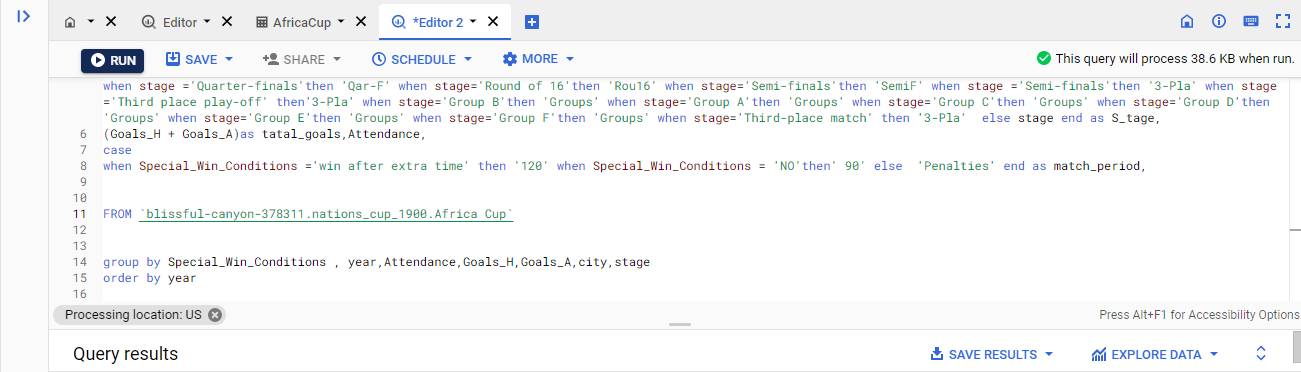 Editor
AfricaCup
*Editor 2
RUN
SAVE
SHARE
SCHEDULE
MORE
This query will process 38.6 KB when run.
when stage ='Quarter-finals'then 'Qar-F' when stage='Round of 16'then 'Rou16' when stage='Semi-finals'then 'SemiF' when stage ='Semi-finals'then '3-Pla' when stage
='Third place play-off' then'3-Pla' when stage='Group B'then 'Groups' when stage='Group A'then 'Groups' when stage='Group C'then 'Groups' when stage='Group D'then
'Groups' when stage='Group E'then 'Groups' when stage='Group F'then 'Groups' when stage='Third-place match' then '3-Pla'  else stage end as S_tage,
6 (Goals_H + Goals_A)as tatal_goals,Attendance,
7 case
8 when Special_Win_Conditions ='win after extra time' then '120' when Special_Win_Conditions = 'NO'then' 90' else  'Penalties' end as match_period,
9
10
11 FROM `blissful-canyon-378311.nations_cup_1900.Africa Cup`
12
13
14 group by Special_Win_Conditions , year,Attendance,Goals_H,Goals_A,city,stage
15 order by year
16
Processing location: US
Press Alt+F1 for Accessibility Options
Query results
SAVE RESULTS
EXPLORE DATA